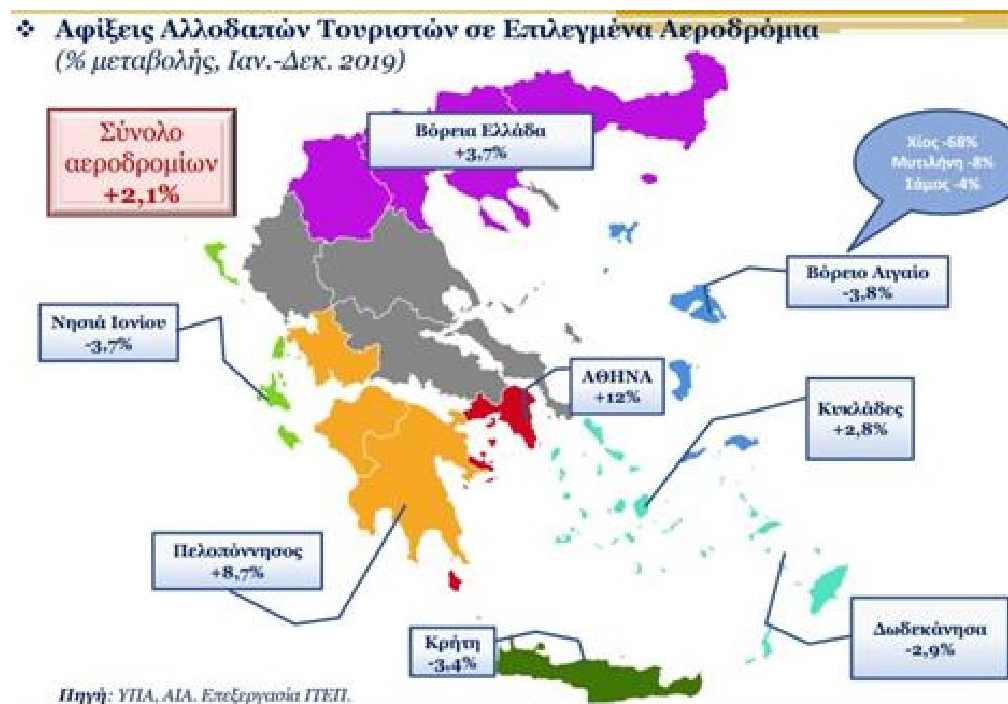 ❖ Αφίξεις Αλλοδαπών Τουριστών σε Επιλεγμένα Αεροδρόμια
(% μεταβολής, Ιαν.-Δεκ. 2019)
Σύνολο
αεροδρομίων
+2,1%
Βόρεια Ελλάδα
+3,7%
Χίος -68%
Μυτιλήνη -8%
Σάμος -4%
Βόρειο Αιγαίο
-3,8%
Νησιά Ιονίου
-3,7%
ΑΘΗΝΑ
+12%
Κυκλάδες
+2,8%
Πελοπόννησος
+8,7%
Κρήτη
-3,4%
Δωδεκάνησα
-2,9%
Πηγή: ΥΠΑ, ΑΙΑ. Επεξεργασία ΙΤΕΠ.